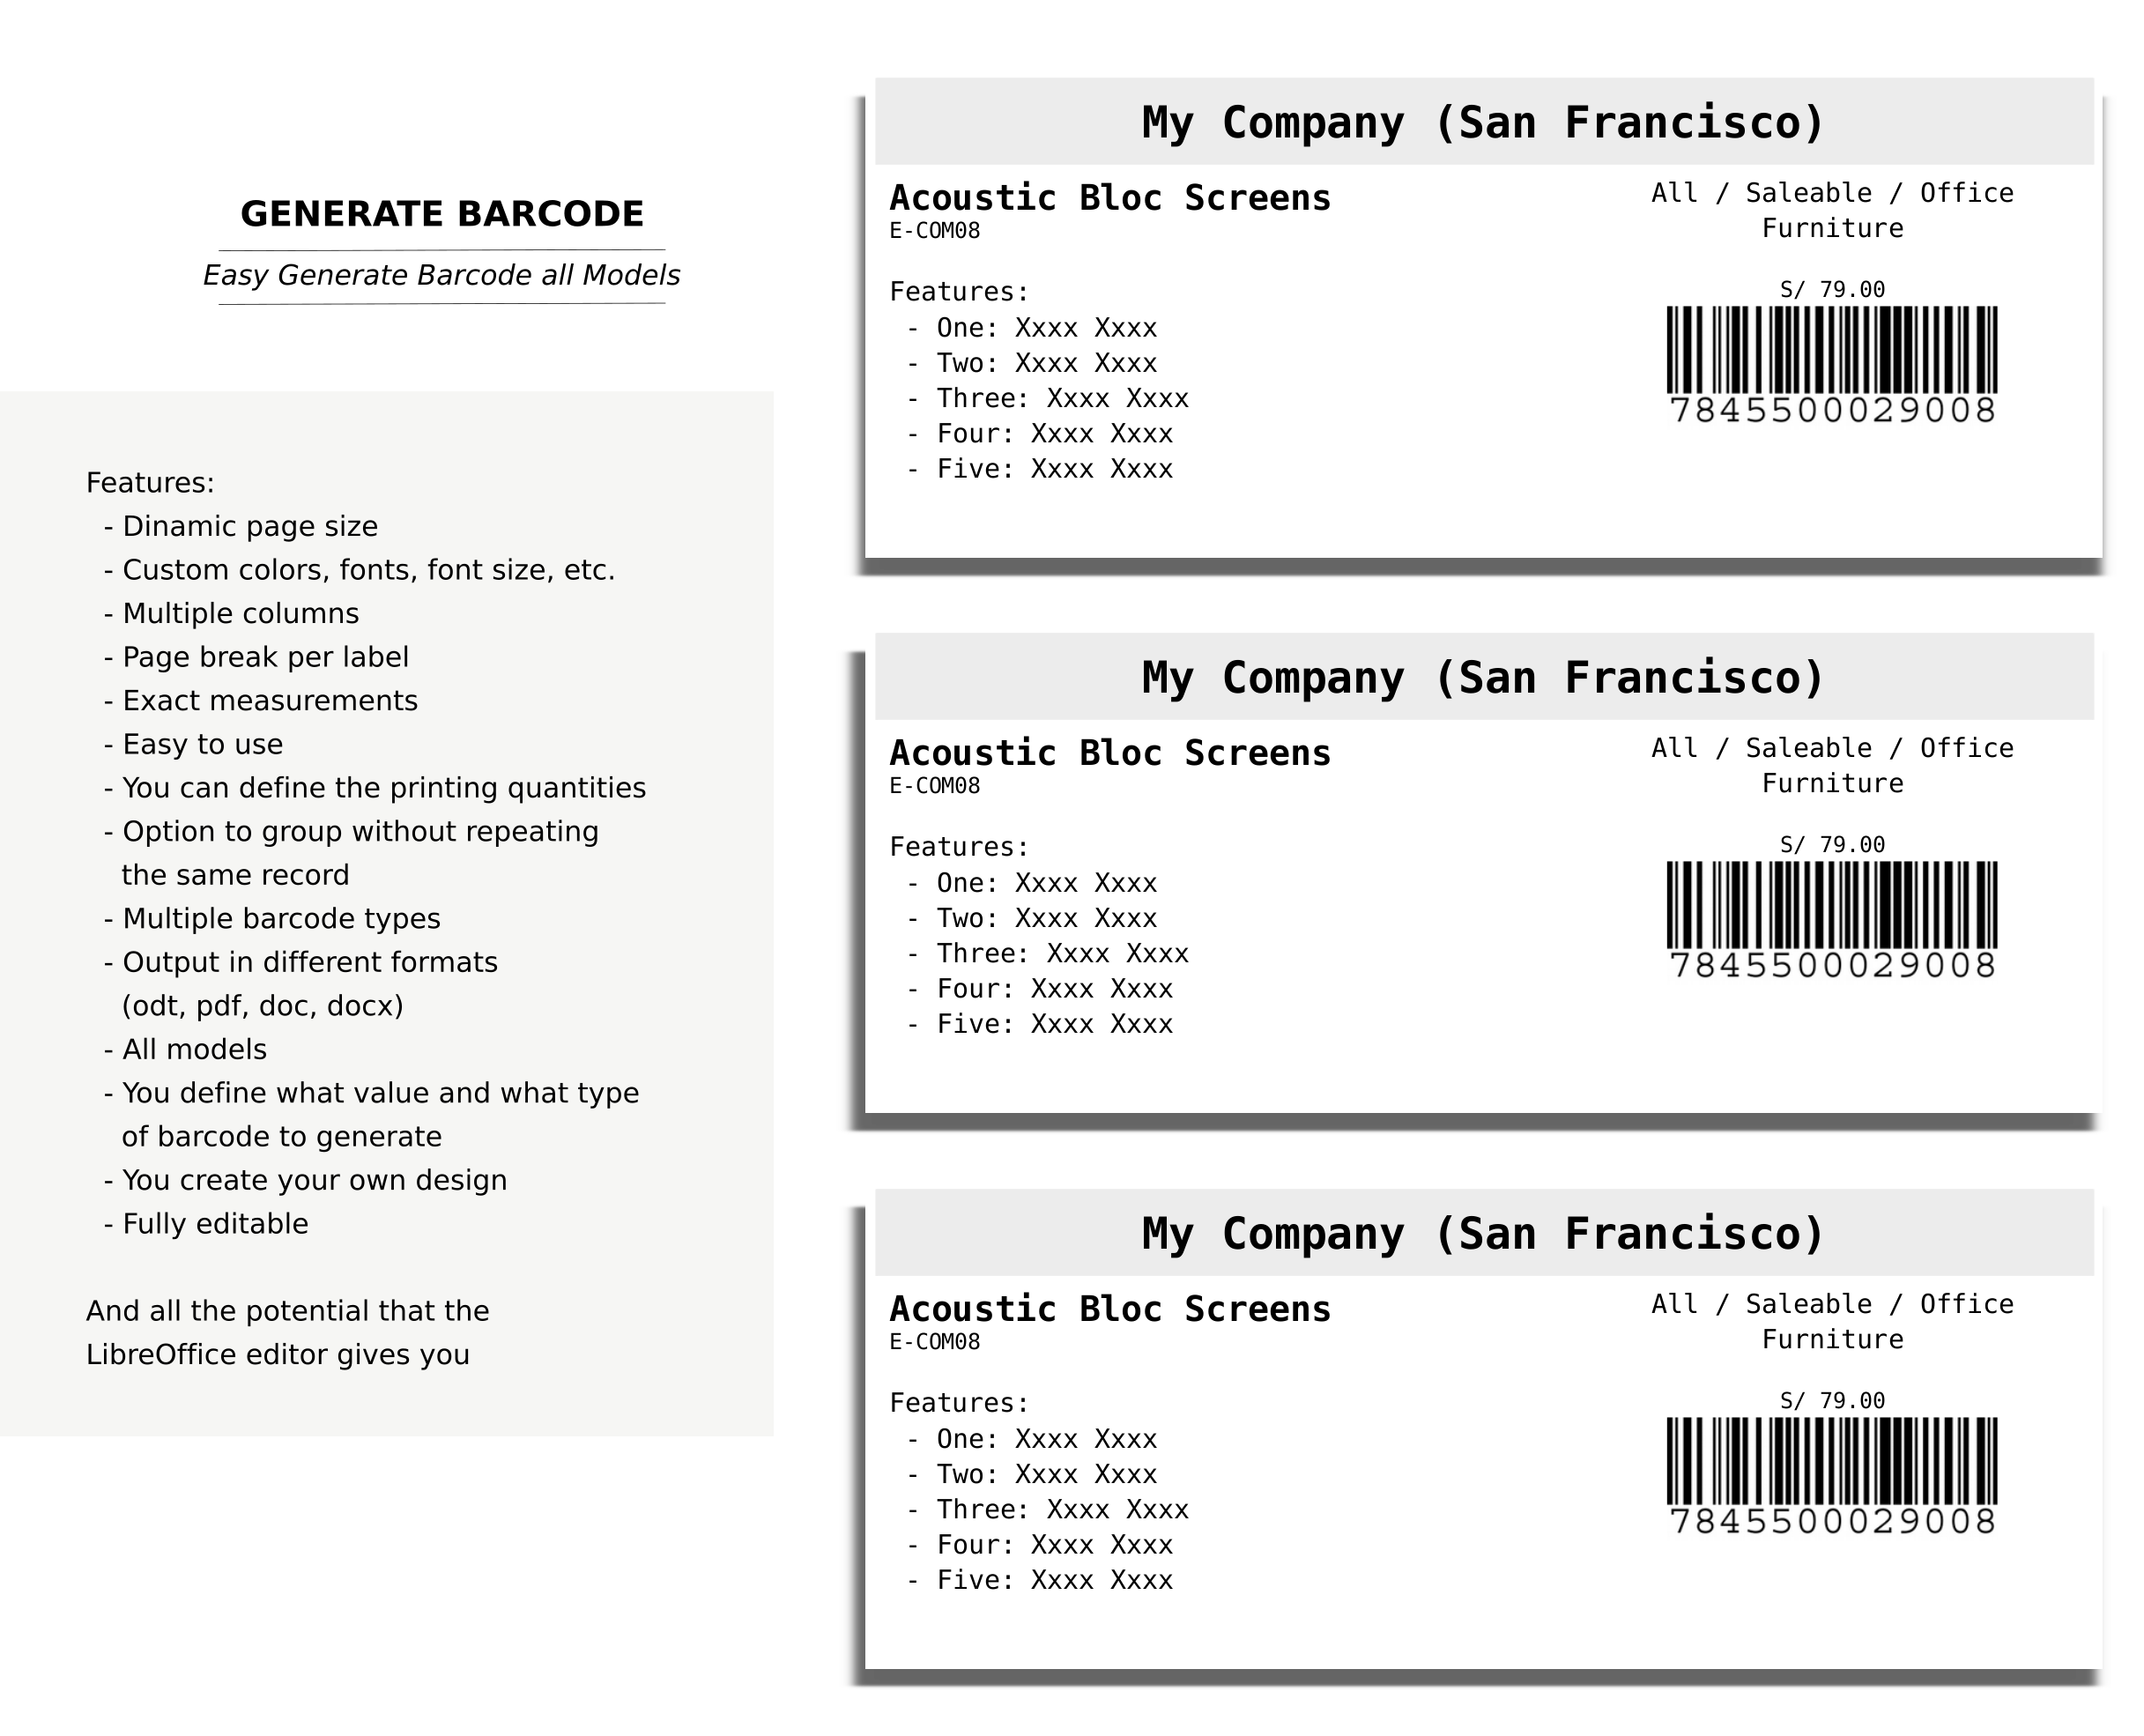 GENERATE BARCODE
Easy Generate Barcode all Models
Features:
- Dinamic page size
- Custom colors, fonts, font size, etc.
- Multiple columns
- Page break per label
- Exact measurements
- Easy to use
- You can define the printing quantities
- Option to group without repeating
the same record
- Multiple barcode types
- Output in different formats
(odt, pdf, doc, docx)
- All models
- You define what value and what type
of barcode to generate
- You create your own design
- Fully editable
And all the potential that the
LibreOffice editor gives you
My Company (San Francisco)
Acoustic Bloc Screens
E-COM08
Features:
- One: Xxxx Xxxx
- Two: Xxxx Xxxx
- Three: Xxxx Xxxx
- Four: Xxxx Xxxx
- Five: Xxxx Xxxx
All / Saleable / Office
Furniture
S/ 79.00
7845500029008
My Company (San Francisco)
Acoustic Bloc Screens
E-COM08
Features:
- One: Xxxx Xxxx
- Two: Xxxx Xxxx
- Three: Xxxx Xxxx
- Four: Xxxx Xxxx
- Five: Xxxx Xxxx
All / Saleable / Office
Furniture
S/ 79.00
7845500029008
My Company (San Francisco)
Acoustic Bloc Screens
E-COM08
Features:
- One: Xxxx Xxxx
- Two: Xxxx Xxxx
- Three: Xxxx Xxxx
- Four: Xxxx Xxxx
- Five: Xxxx Xxxx
All / Saleable / Office
Furniture
S/ 79.00
7845500029008